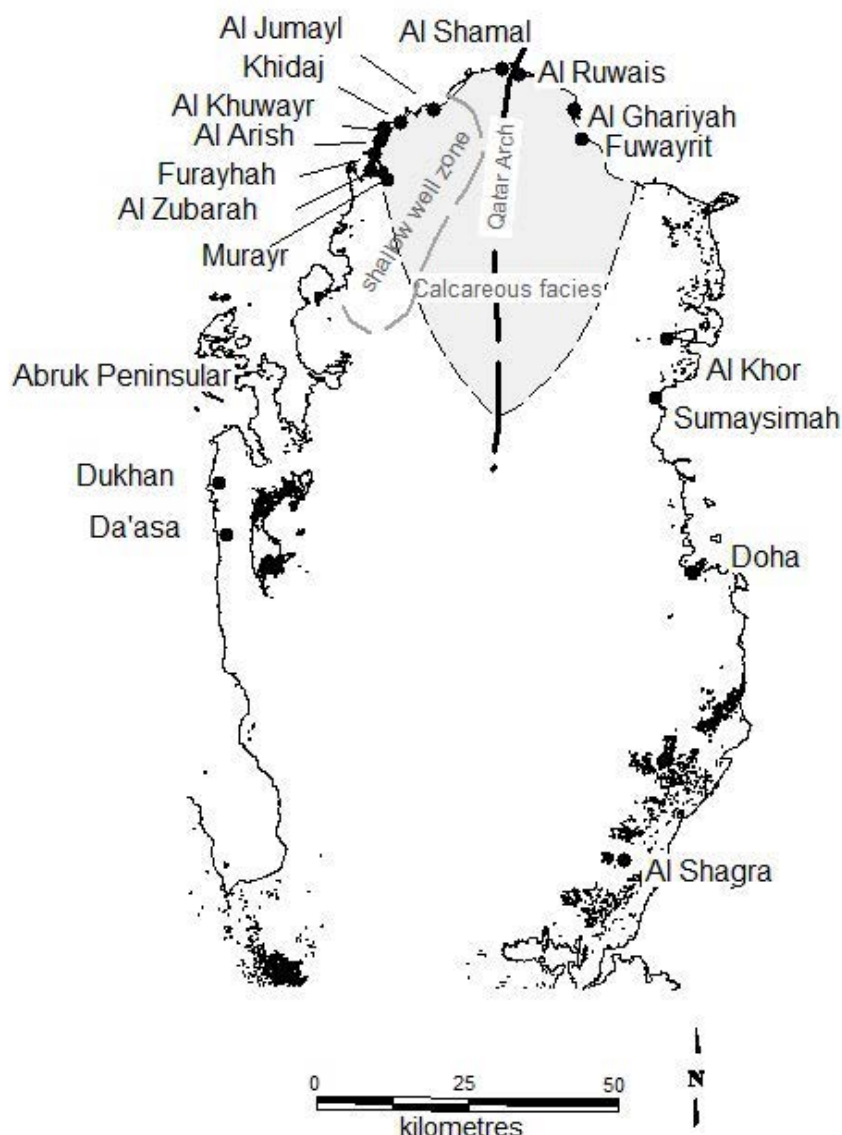 Al Jumayl
Al Shamal
Khidaj
Al Ruwais
Al Khuwayr
Al Ghariyah
Al Arish
Fuwayrit
Furayhah
Al Zubarah
Murayr
shallow well zone
Qatar Arch
Calcareous facies
Abruk Peninsular
Al Khor
Sumaysimah
Dukhan
Da'asa
Doha
Al Shagra
N
0 25 50
kilometres